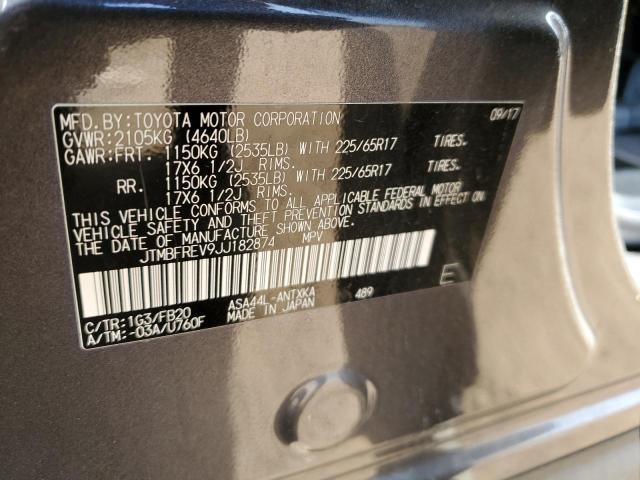 MFD. BY: TOYOTA MOTOR CORPORATION 09/17
GVWR: 2105KG (4640LB)
GAWR: FRT. 1150KG (2535LB) WITH 225/65R17 TIRES.
17X6 1/2J RIMS.
RR. 1150KG (2535LB) WITH 225/65R17 TIRES.
17X6 1/2J RIMS.
THIS VEHICLE CONFORMS TO ALL APPLICABLE FEDERAL MOTOR
VEHICLE SAFETY AND THEFT PREVENTION STANDARDS IN EFFECT ON
THE DATE OF MANUFACTURE SHOWN ABOVE.
JTMBFREV9JJ182874 MPV
E
C/TR: 1G3/FB20 ASA44L-ANTXKA 489
A/TM: -03A/U760F MADE IN JAPAN